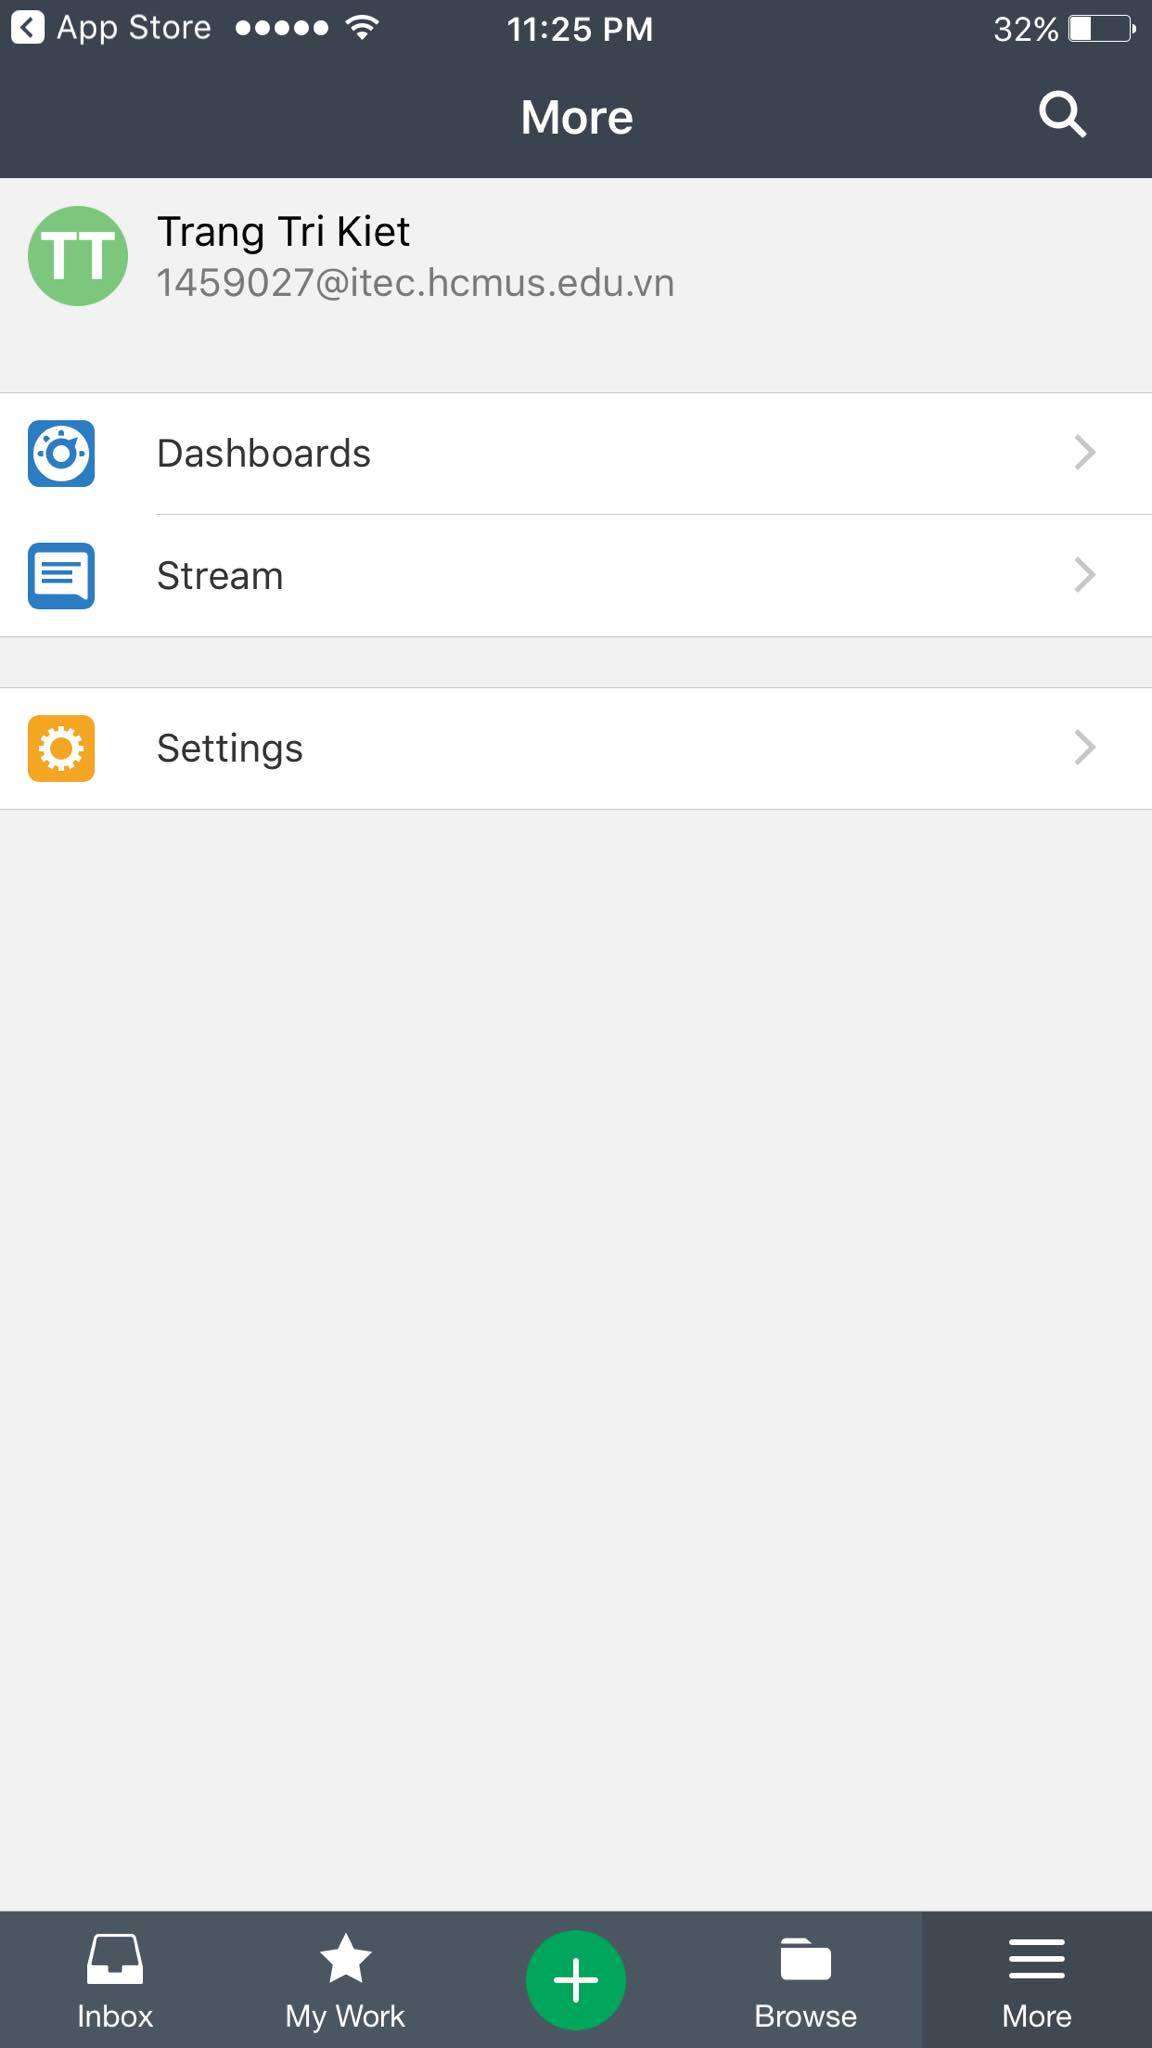 App Store
11:25 PM
32%
More
TT
Trang Tri Kiet
1459027@itec.hcmus.edu.vn
Dashboards
Stream
Settings
Inbox
My Work
Browse
More